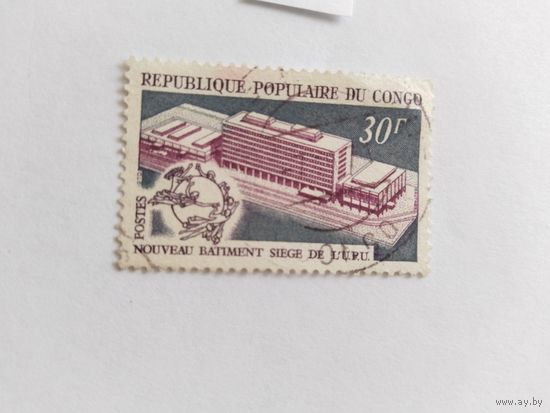 REPUBLIQUE POPULAIRE DU CONGO
30F
POSTES
NOUVEAU BATIMENT SIEGE DE L'U.P.U.
www.ay.by